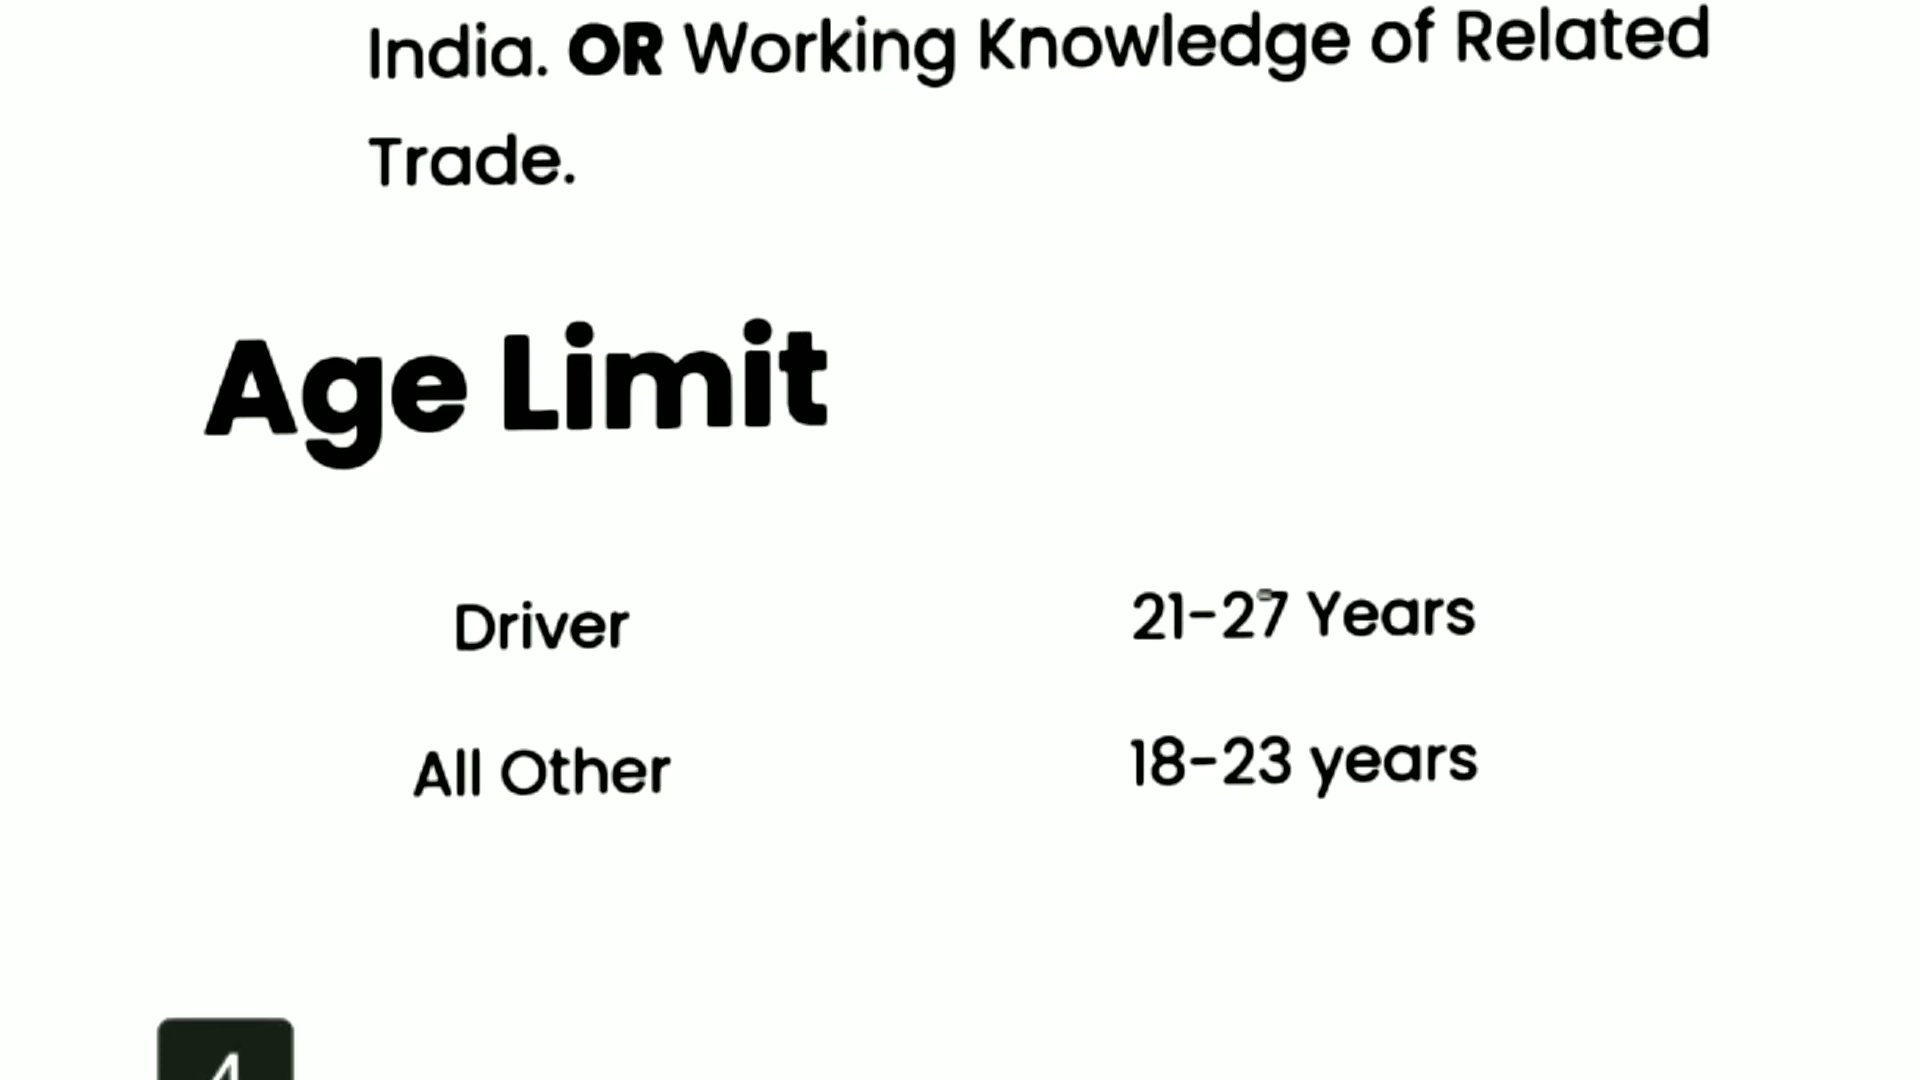 India. OR Working Knowledge of Related
Trade.
Age Limit
Driver 21-27 Years
All Other 18-23 years